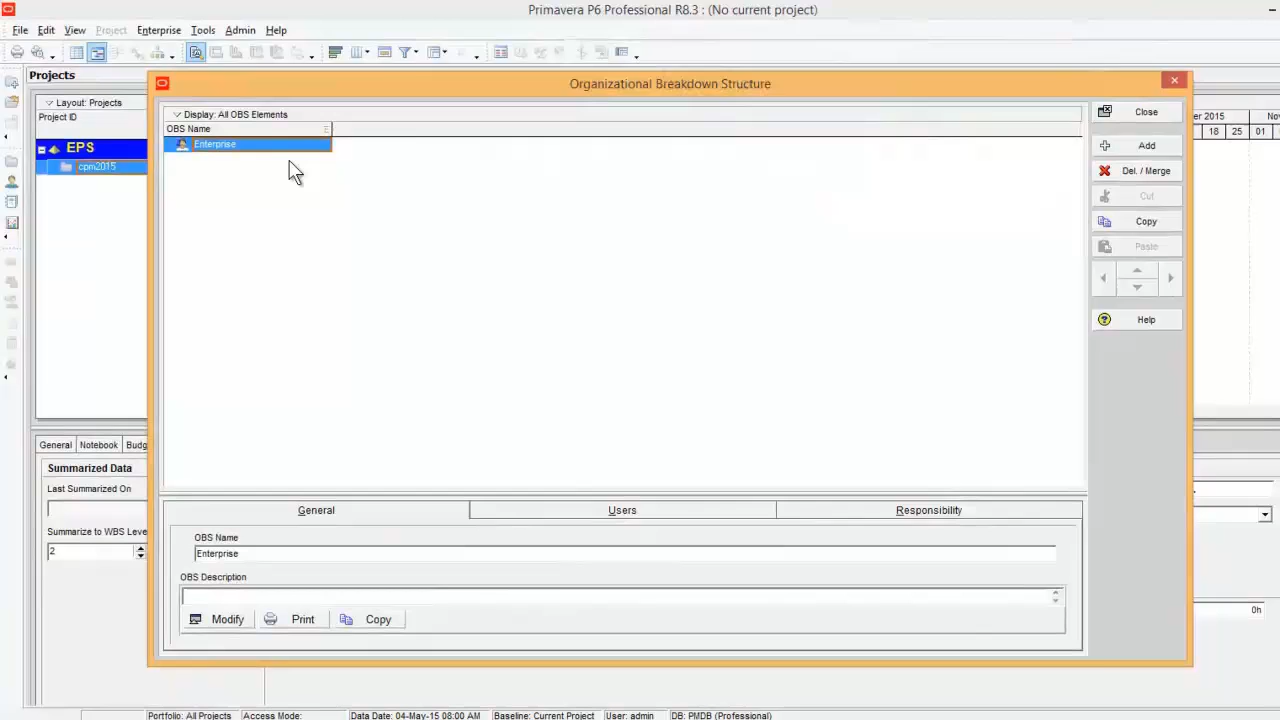 Primavera P6 Professional R8.3 : (No current project)
File Edit View Project Enterprise Tools Admin Help
Projects
Organizational Breakdown Structure
Layout: Projects
Project ID
EPS
cpm2015
Display: All OBS Elements
OBS Name
Enterprise
Close
Add
Del. / Merge
Cut
Copy
Paste
Help
er 2015 Nov
18 25 01
General Notebook Budg
Summarized Data
Last Summarized On
Summarize to WBS Leve
2
General Users Responsibility
OBS Name
Enterprise
OBS Description
Modify Print Copy
0h
Portfolio: All Projects Access Mode: Data Date: 04-May-15 08:00 AM Baseline: Current Project User: admin DB: PMDB (Professional)